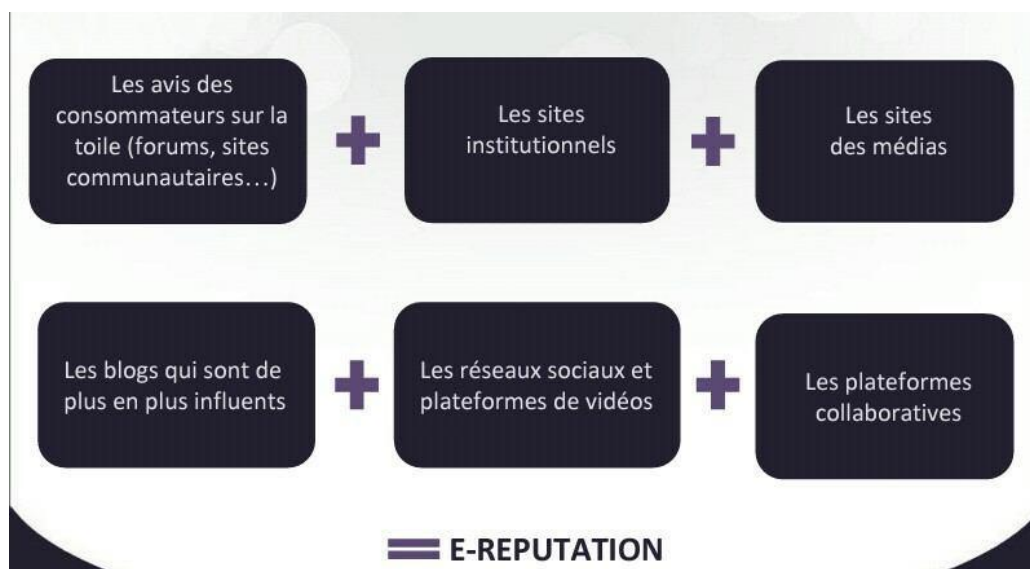 Les avis des
consommateurs sur la
toile (forums, sites
communautaires…)
Les sites
institutionnels
Les sites
des médias
Les blogs qui sont de
plus en plus influents
Les réseaux sociaux et
plateformes de vidéos
Les plateformes
collaboratives
E-REPUTATION